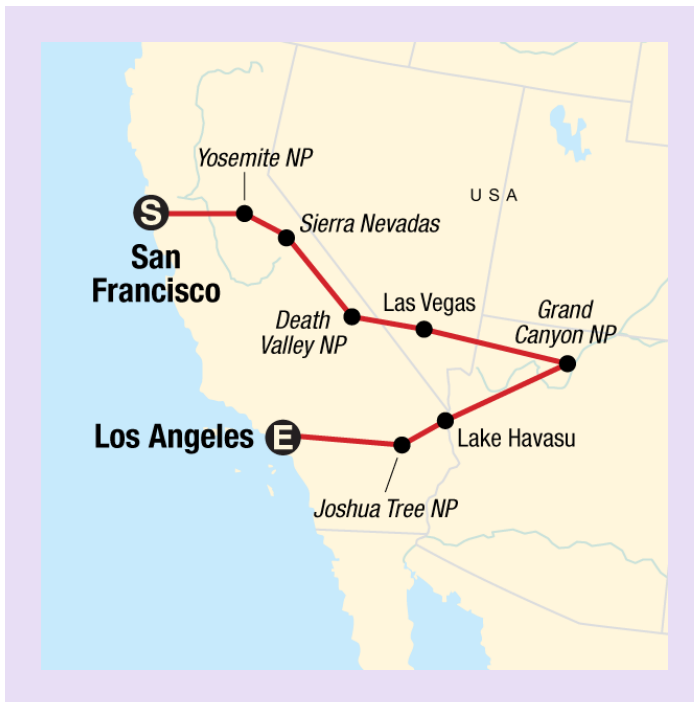 Yosemite NP
USA
S
Sierra Nevadas
San
Francisco
Las Vegas
Grand
Canyon NP
Death
Valley NP
Los Angeles
E
Lake Havasu
Joshua Tree NP